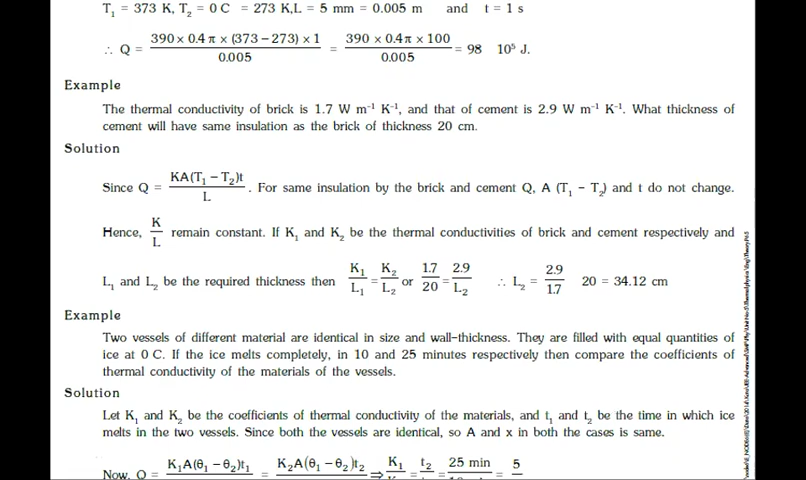 T₁ = 373 K, T₂ = 0 C = 273 K,L = 5 mm = 0.005 m and t = 1 s
∴ Q = 390 × 0.4 π × (373 − 273) × 1 / 0.005 = 390 × 0.4π × 100 / 0.005 = 98 10⁵ J.
Example
The thermal conductivity of brick is 1.7 W m⁻¹ K⁻¹, and that of cement is 2.9 W m⁻¹ K⁻¹. What thickness of
cement will have same insulation as the brick of thickness 20 cm.
Solution
Since Q = KA(T₁ − T₂)t / L . For same insulation by the brick and cement Q, A (T₁ − T₂) and t do not change.
Hence, K / L remain constant. If K₁ and K₂ be the thermal conductivities of brick and cement respectively and
L₁ and L₂ be the required thickness then K₁ / L₁ = K₂ / L₂ or 1.7 / 20 = 2.9 / L₂ ∴ L₂ = 2.9 / 1.7 20 = 34.12 cm
Example
Two vessels of different material are identical in size and wall-thickness. They are filled with equal quantities of
ice at 0 C. If the ice melts completely, in 10 and 25 minutes respectively then compare the coefficients of
thermal conductivity of the materials of the vessels.
Solution
Let K₁ and K₂ be the coefficients of thermal conductivity of the materials, and t₁ and t₂ be the time in which ice
melts in the two vessels. Since both the vessels are identical, so A and x in both the cases is same.
Now, Q = K₁A(θ₁ − θ₂)t₁ = K₂A(θ₁ − θ₂)t₂ ⇒ K₁ = t₂ = 25 min = 5